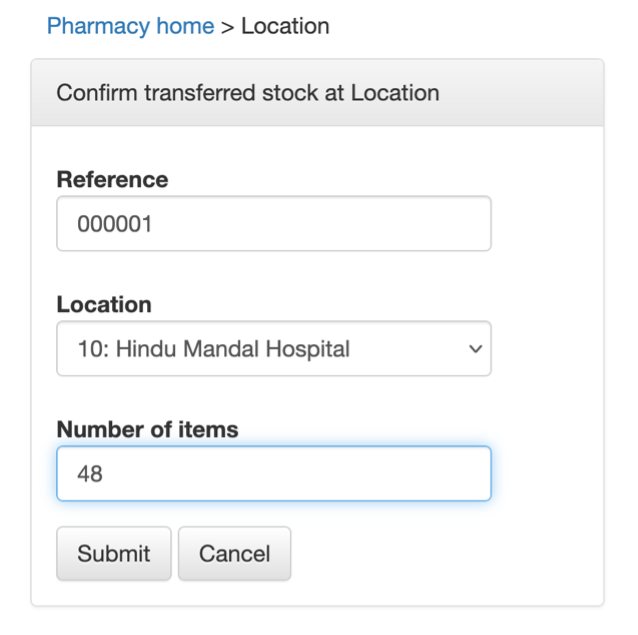 Pharmacy home > Location
Confirm transferred stock at Location
Reference
000001
Location
10: Hindu Mandal Hospital
Number of items
48
Submit Cancel